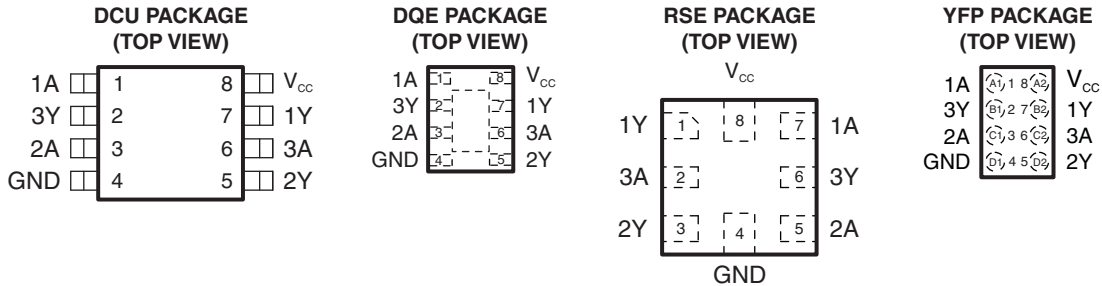 DCU PACKAGE
(TOP VIEW)
1A 1 8 Vcc
3Y 2 7 1Y
2A 3 6 3A
GND 4 5 2Y
DQE PACKAGE
(TOP VIEW)
1A 1 8 Vcc
3Y 2 7 1Y
2A 3 6 3A
GND 4 5 2Y
RSE PACKAGE
(TOP VIEW)
Vcc
1Y 1 8 7 1A
3A 2 6 3Y
2Y 3 4 5 2A
GND
YFP PACKAGE
(TOP VIEW)
1A A1 1 8 A2 Vcc
3Y B1 2 7 B2 1Y
2A C1 3 6 C2 3A
GND D1 4 5 D2 2Y